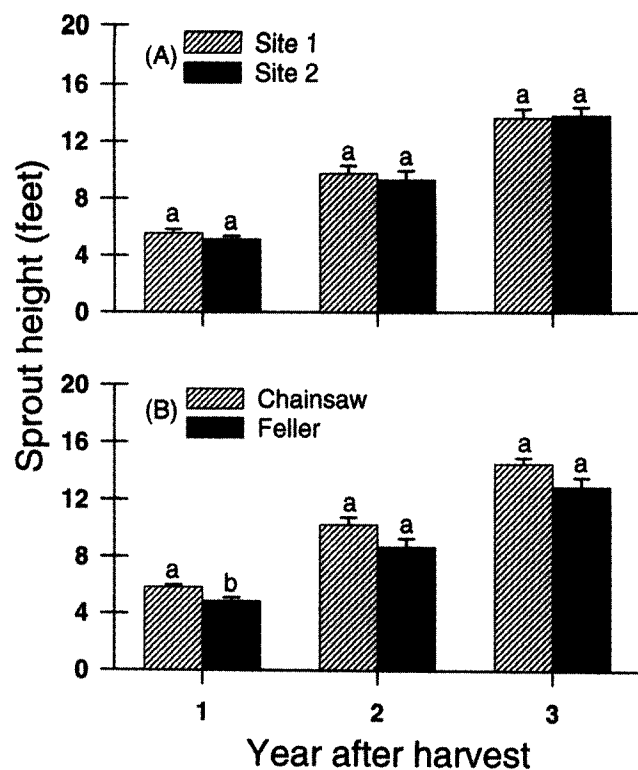 20
16
12
8
4
0
(A)
Site 1
Site 2
a a
a a
a a
Sprout height (feet)
20
16
12
8
4
0
(B)
Chainsaw
Feller
a b
a a
a a
1 2 3
Year after harvest